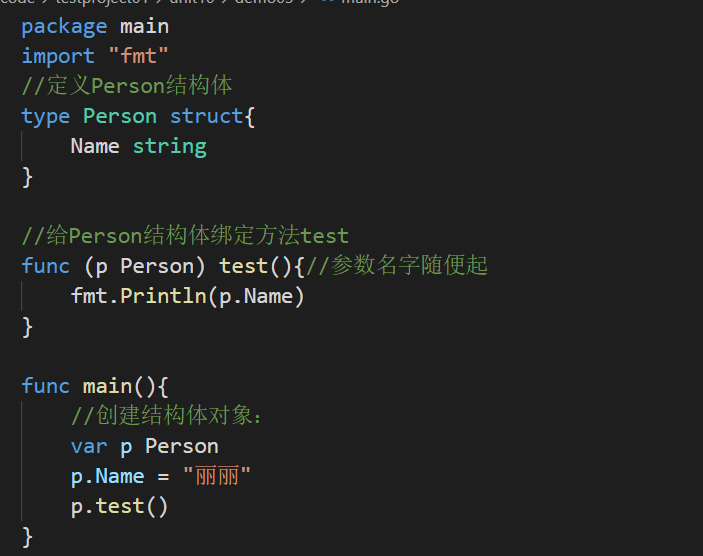 code > testproject01 > unit10 > demo05 > main.go
package main
import "fmt"
//定义Person结构体
type Person struct{
    Name string
}
//给Person结构体绑定方法test
func (p Person) test(){//参数名字随便起
    fmt.Println(p.Name)
}
func main(){
    //创建结构体对象：
    var p Person
    p.Name = "丽丽"
    p.test()
}